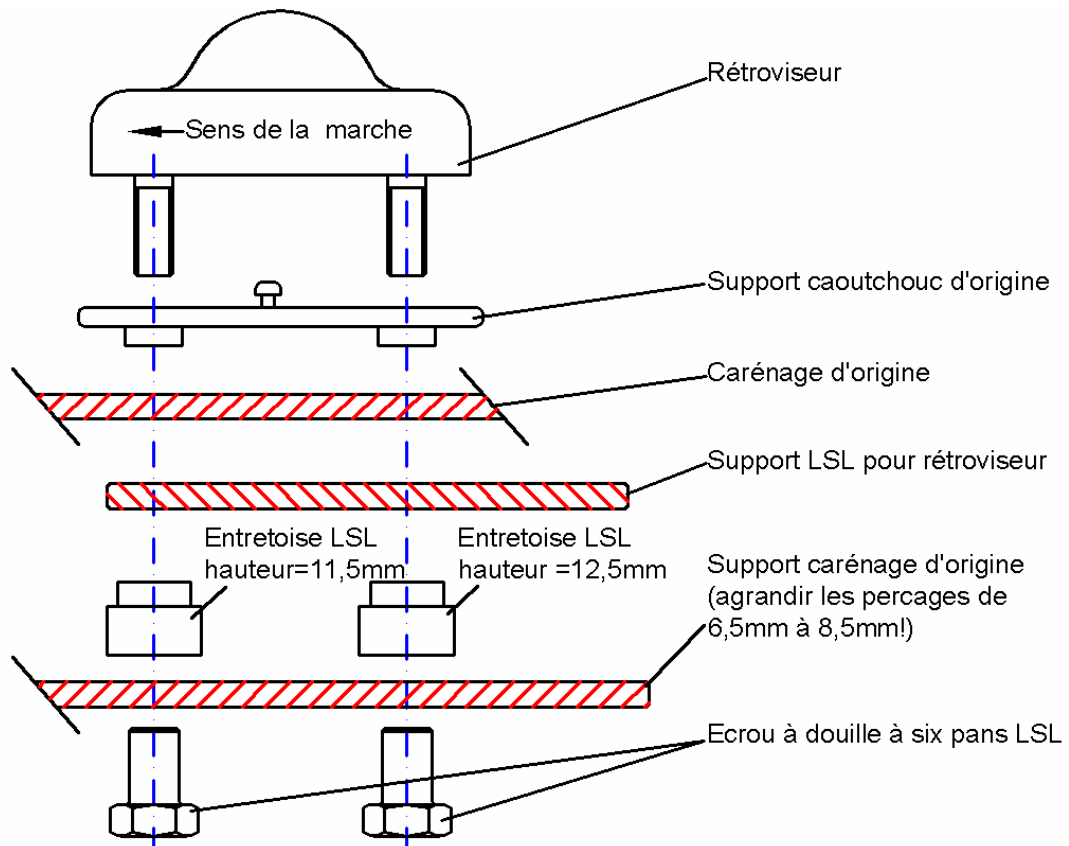 Rétroviseur
Sens de la marche
Support caoutchouc d'origine
Carénage d'origine
Support LSL pour rétroviseur
Entretoise LSL
hauteur=11,5mm
Entretoise LSL
hauteur =12,5mm
Support carénage d'origine
(agrandir les percages de
6,5mm à 8,5mm!)
Ecrou à douille à six pans LSL